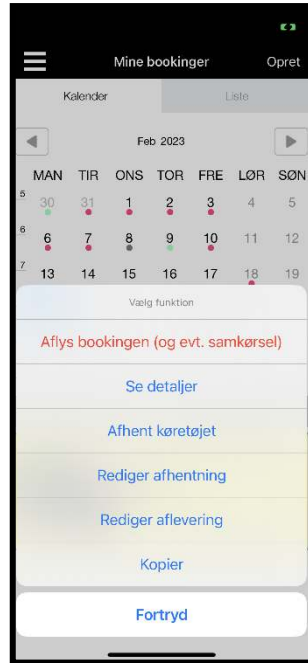 Mine bookinger Opret
Kalender Liste
Feb 2023
MAN TIR ONS TOR FRE LØR SØN
5 30 31 1 2 3 4 5
6 6 7 8 9 10 11 12
7 13 14 15 16 17 18 19
Vælg funktion
Aflys bookingen (og evt. samkørsel)
Se detaljer
Afhent køretøjet
Rediger afhentning
Rediger aflevering
Kopier
Fortryd